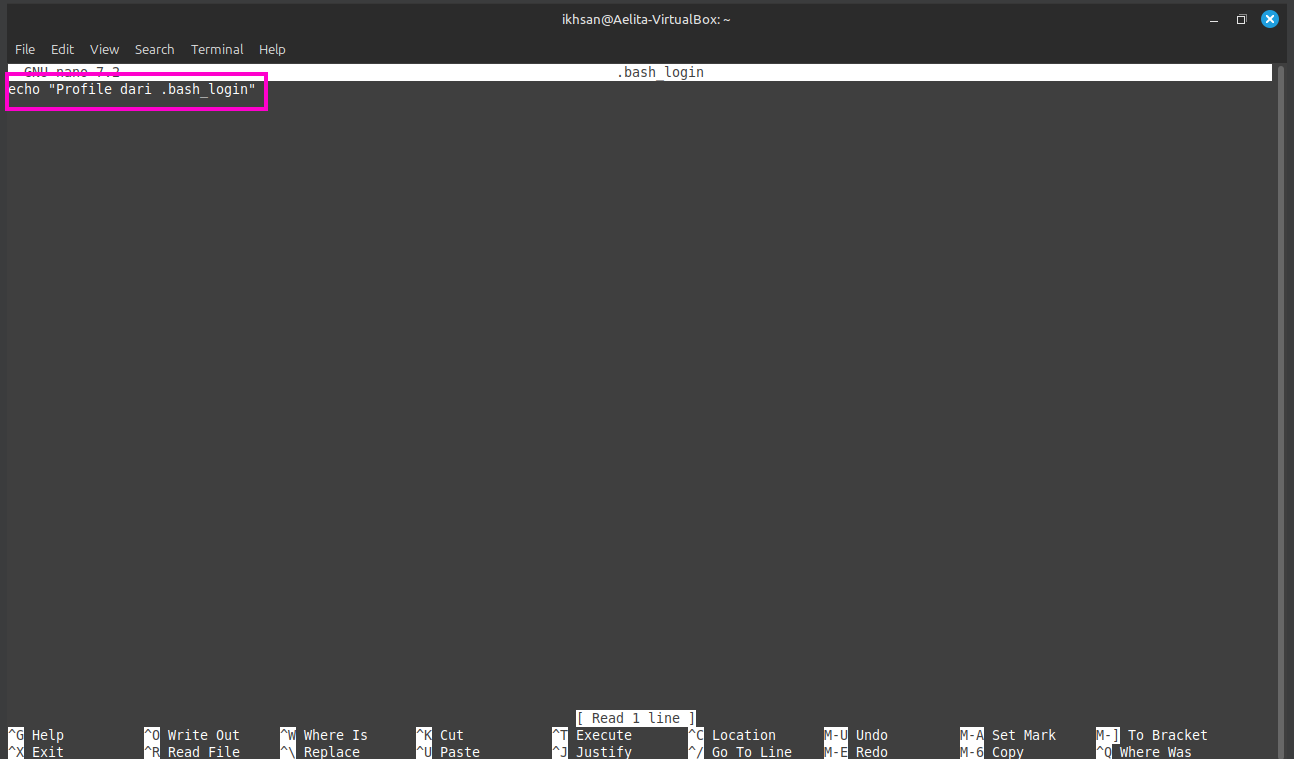 ikhsan@Aelita-VirtualBox: ~
File Edit View Search Terminal Help
GNU nano 7.2 .bash_login
echo "Profile dari .bash_login"
[ Read 1 line ]
^G Help ^O Write Out ^W Where Is ^K Cut ^T Execute ^C Location M-U Undo M-A Set Mark M-] To Bracket
^X Exit ^R Read File ^\ Replace ^U Paste ^J Justify ^/ Go To Line M-E Redo M-6 Copy ^Q Where Was